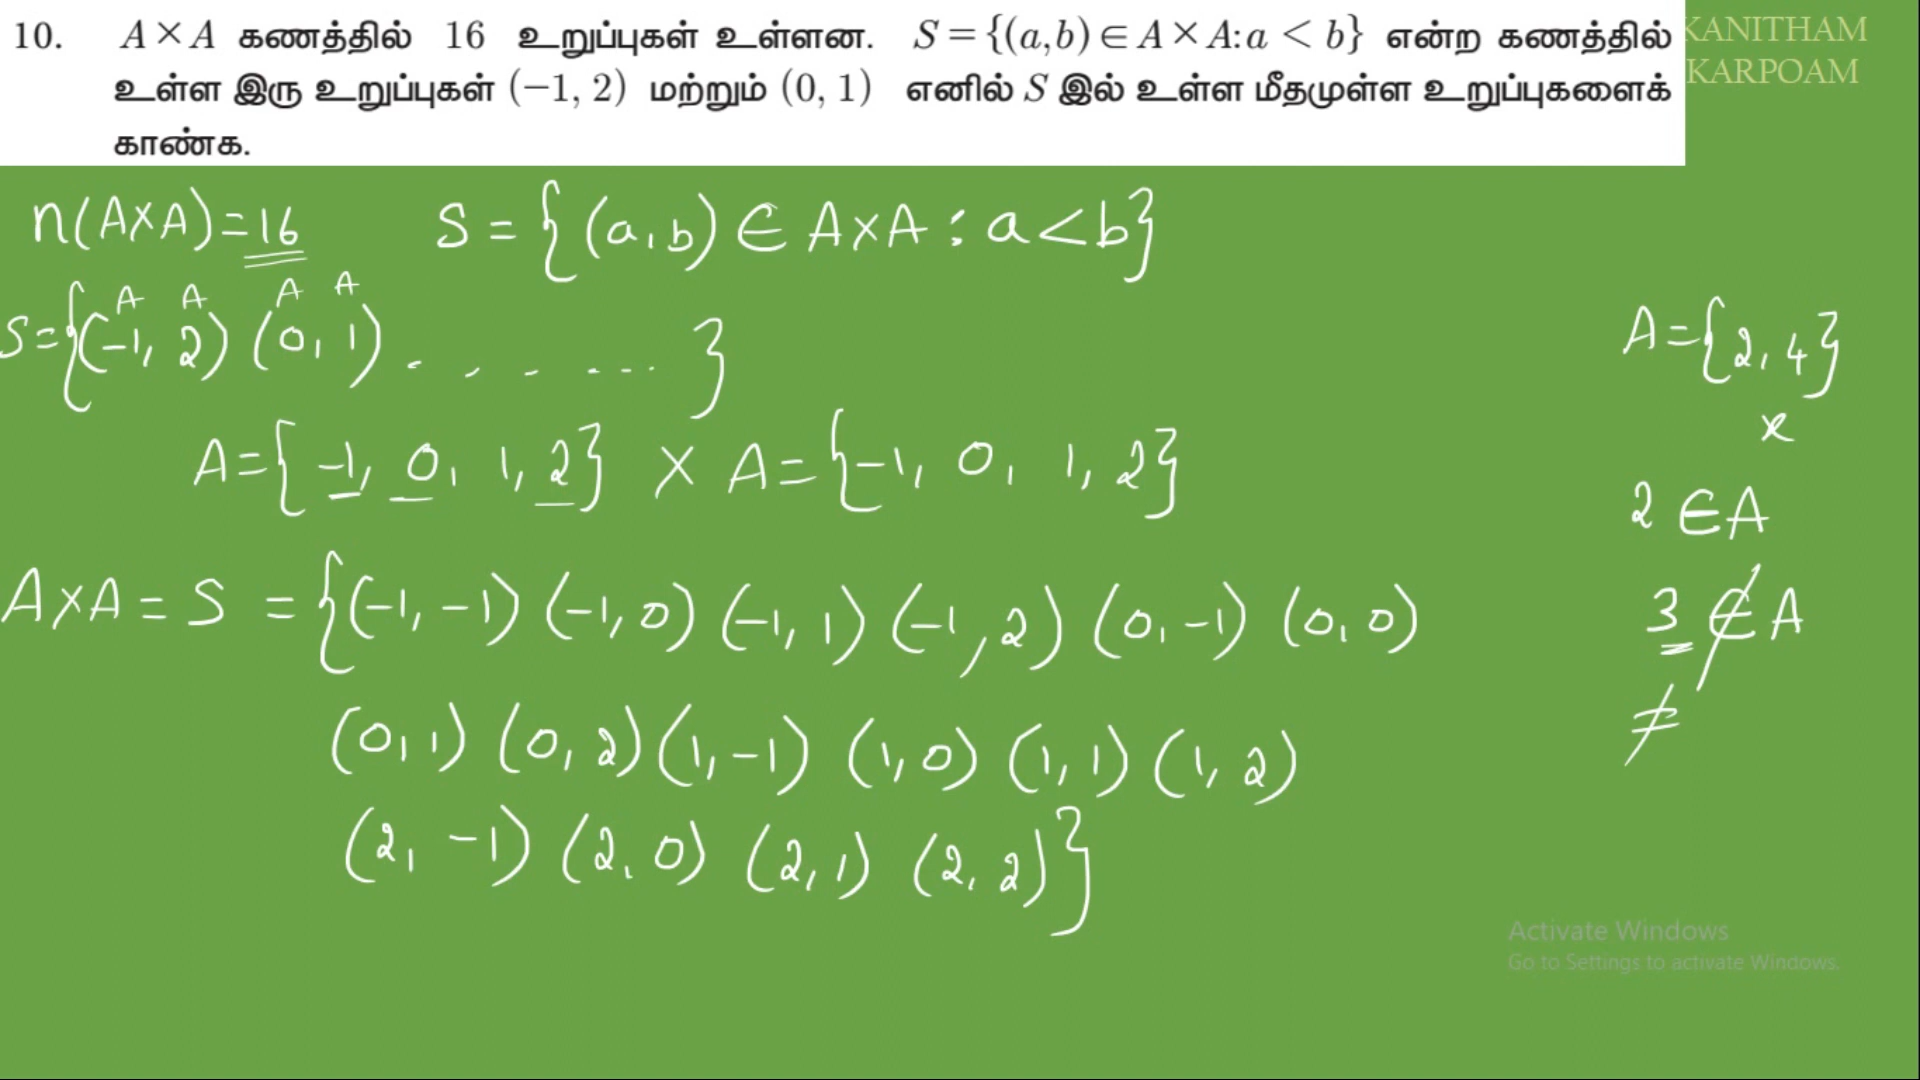 10. A×A கணத்தில் 16 உறுப்புகள் உள்ளன. S={(a,b)∈A×A:a < b} என்ற கணத்தில்
உள்ள இரு உறுப்புகள் (−1, 2) மற்றும் (0, 1) எனில் S இல் உள்ள மீதமுள்ள உறுப்புகளைக்
காண்க.
KANITHAM
KARPOAM
n(A×A)=16 S={(a,b)∈A×A:a<b}
A A A A
S={(-1, 2) (0, 1). . . . . . }
A={2,4}
×
A={-1, 0, 1, 2} × A={-1, 0, 1, 2}
2∈A
A×A=S={(-1,-1) (-1,0) (-1,1) (-1,2) (0,-1) (0,0)
3∉A
(0,1) (0,2) (1,-1) (1,0) (1,1) (1,2)
≠
(2,-1) (2,0) (2,1) (2,2)}
Activate Windows
Go to Settings to activate Windows.